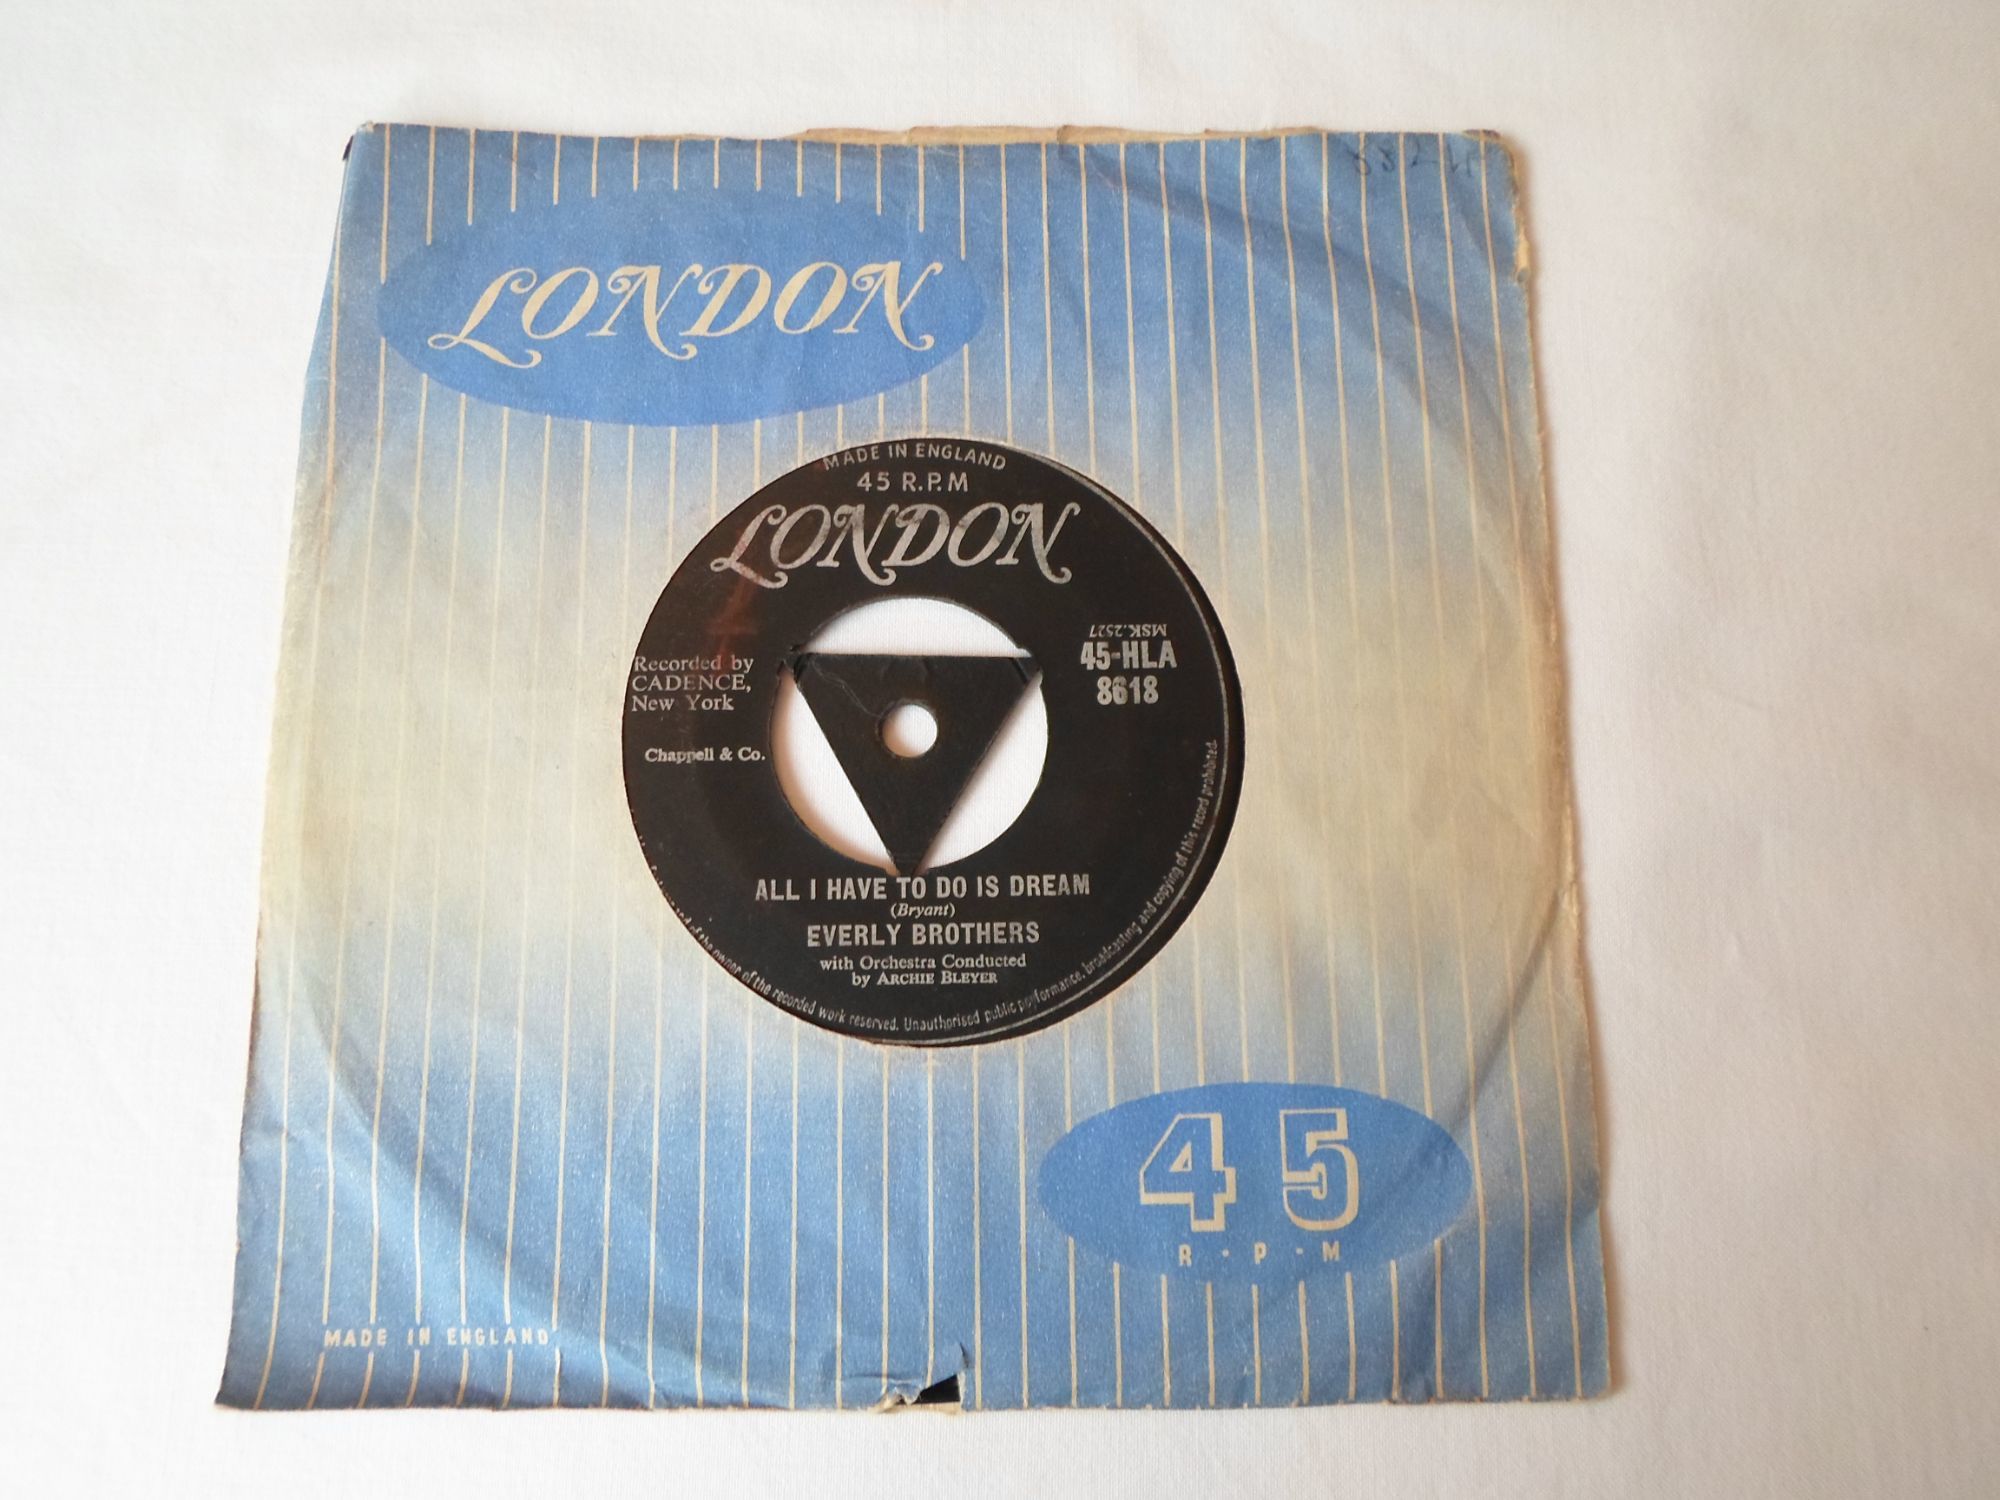 LONDON
MADE IN ENGLAND
45 R.P.M
LONDON
MSK.2527
45-HLA
8618
Recorded by
CADENCE,
New York
Chappell & Co.
ALL I HAVE TO DO IS DREAM
(Bryant)
EVERLY BROTHERS
with Orchestra Conducted
by ARCHIE BLEYER
and of the owner of the recorded work reserved. Unauthorised public performance, broadcasting and copying of this record prohibited.
45
R·P·M
MADE IN ENGLAND